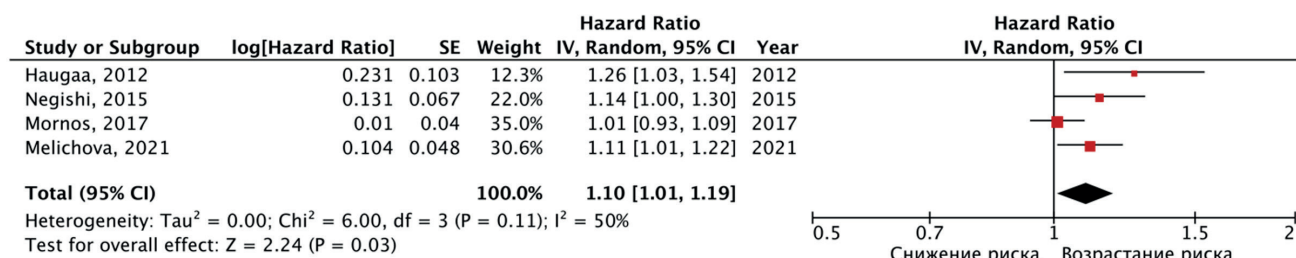 Hazard Ratio Hazard Ratio
Study or Subgroup log[Hazard Ratio] SE Weight IV, Random, 95% CI Year IV, Random, 95% CI
Haugaa, 2012 0.231 0.103 12.3% 1.26 [1.03, 1.54] 2012
Negishi, 2015 0.131 0.067 22.0% 1.14 [1.00, 1.30] 2015
Mornos, 2017 0.01 0.04 35.0% 1.01 [0.93, 1.09] 2017
Melichova, 2021 0.104 0.048 30.6% 1.11 [1.01, 1.22] 2021
Total (95% CI) 100.0% 1.10 [1.01, 1.19]
Heterogeneity: Tau² = 0.00; Chi² = 6.00, df = 3 (P = 0.11); I² = 50%
Test for overall effect: Z = 2.24 (P = 0.03)
0.5 0.7 1 1.5 2
Снижение риска Возрастание риска